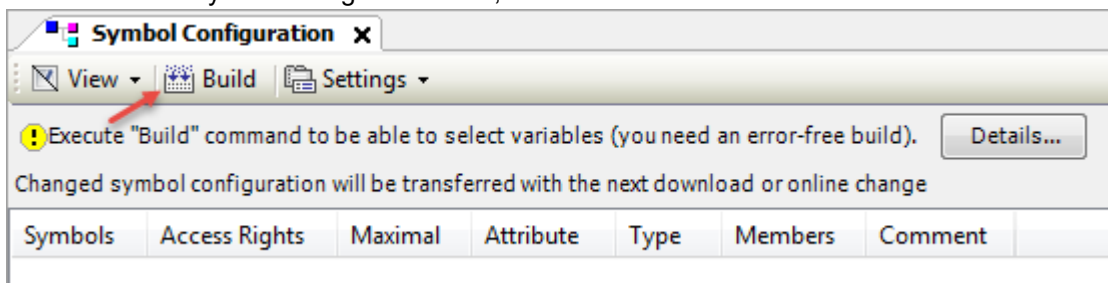 Symbol Configuration X
View Build Settings
Execute "Build" command to be able to select variables (you need an error-free build). Details...
Changed symbol configuration will be transferred with the next download or online change
Symbols Access Rights Maximal Attribute Type Members Comment